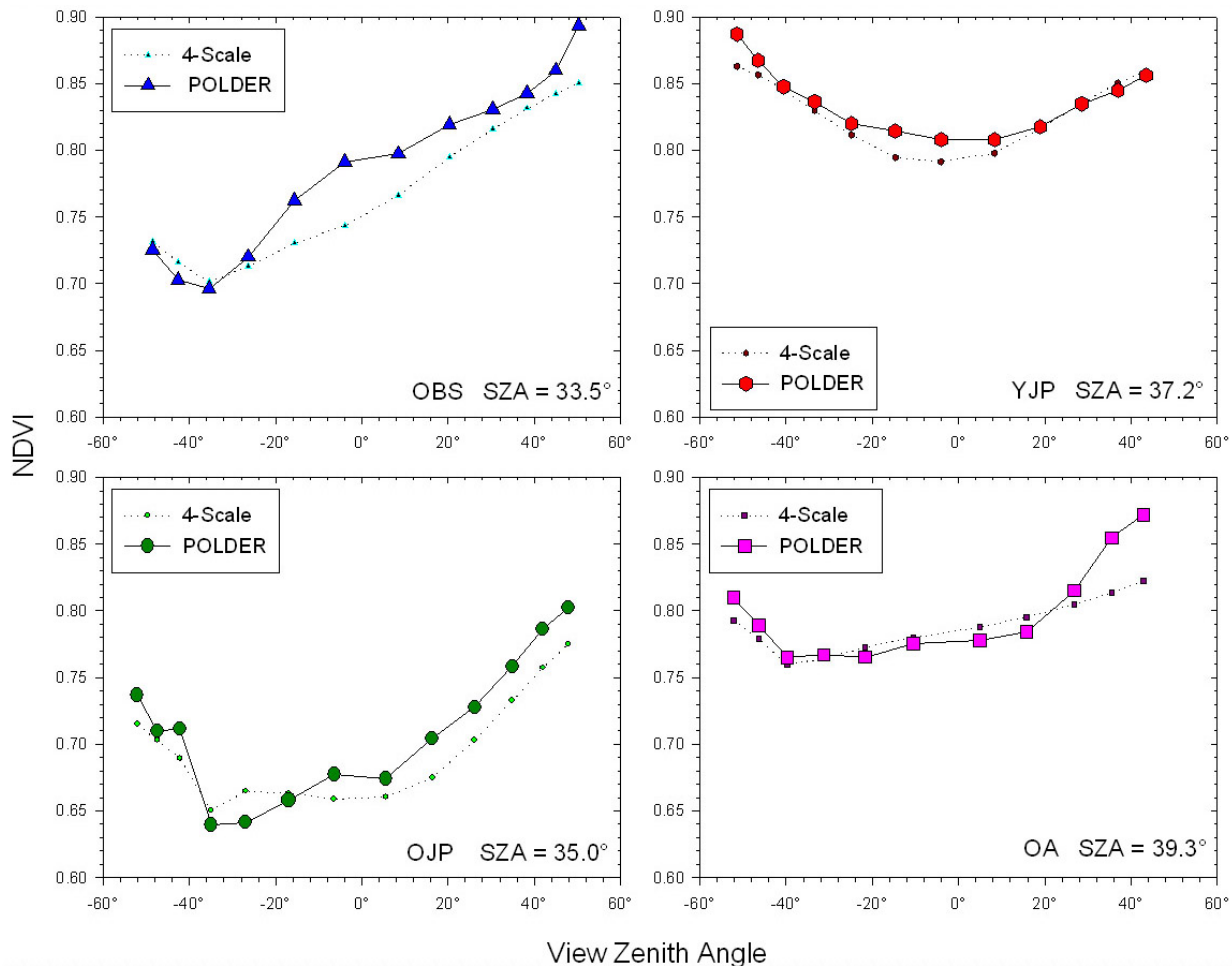 NDVI
0.90
0.85
0.80
0.75
0.70
0.65
0.60
-60° -40° -20° 0° 20° 40° 60°
4-Scale
POLDER
OBS SZA = 33.5°
0.90
0.85
0.80
0.75
0.70
0.65
0.60
-60° -40° -20° 0° 20° 40° 60°
4-Scale
POLDER
YJP SZA = 37.2°
0.90
0.85
0.80
0.75
0.70
0.65
0.60
-60° -40° -20° 0° 20° 40° 60°
4-Scale
POLDER
OJP SZA = 35.0°
0.90
0.85
0.80
0.75
0.70
0.65
0.60
-60° -40° -20° 0° 20° 40° 60°
4-Scale
POLDER
OA SZA = 39.3°
View Zenith Angle